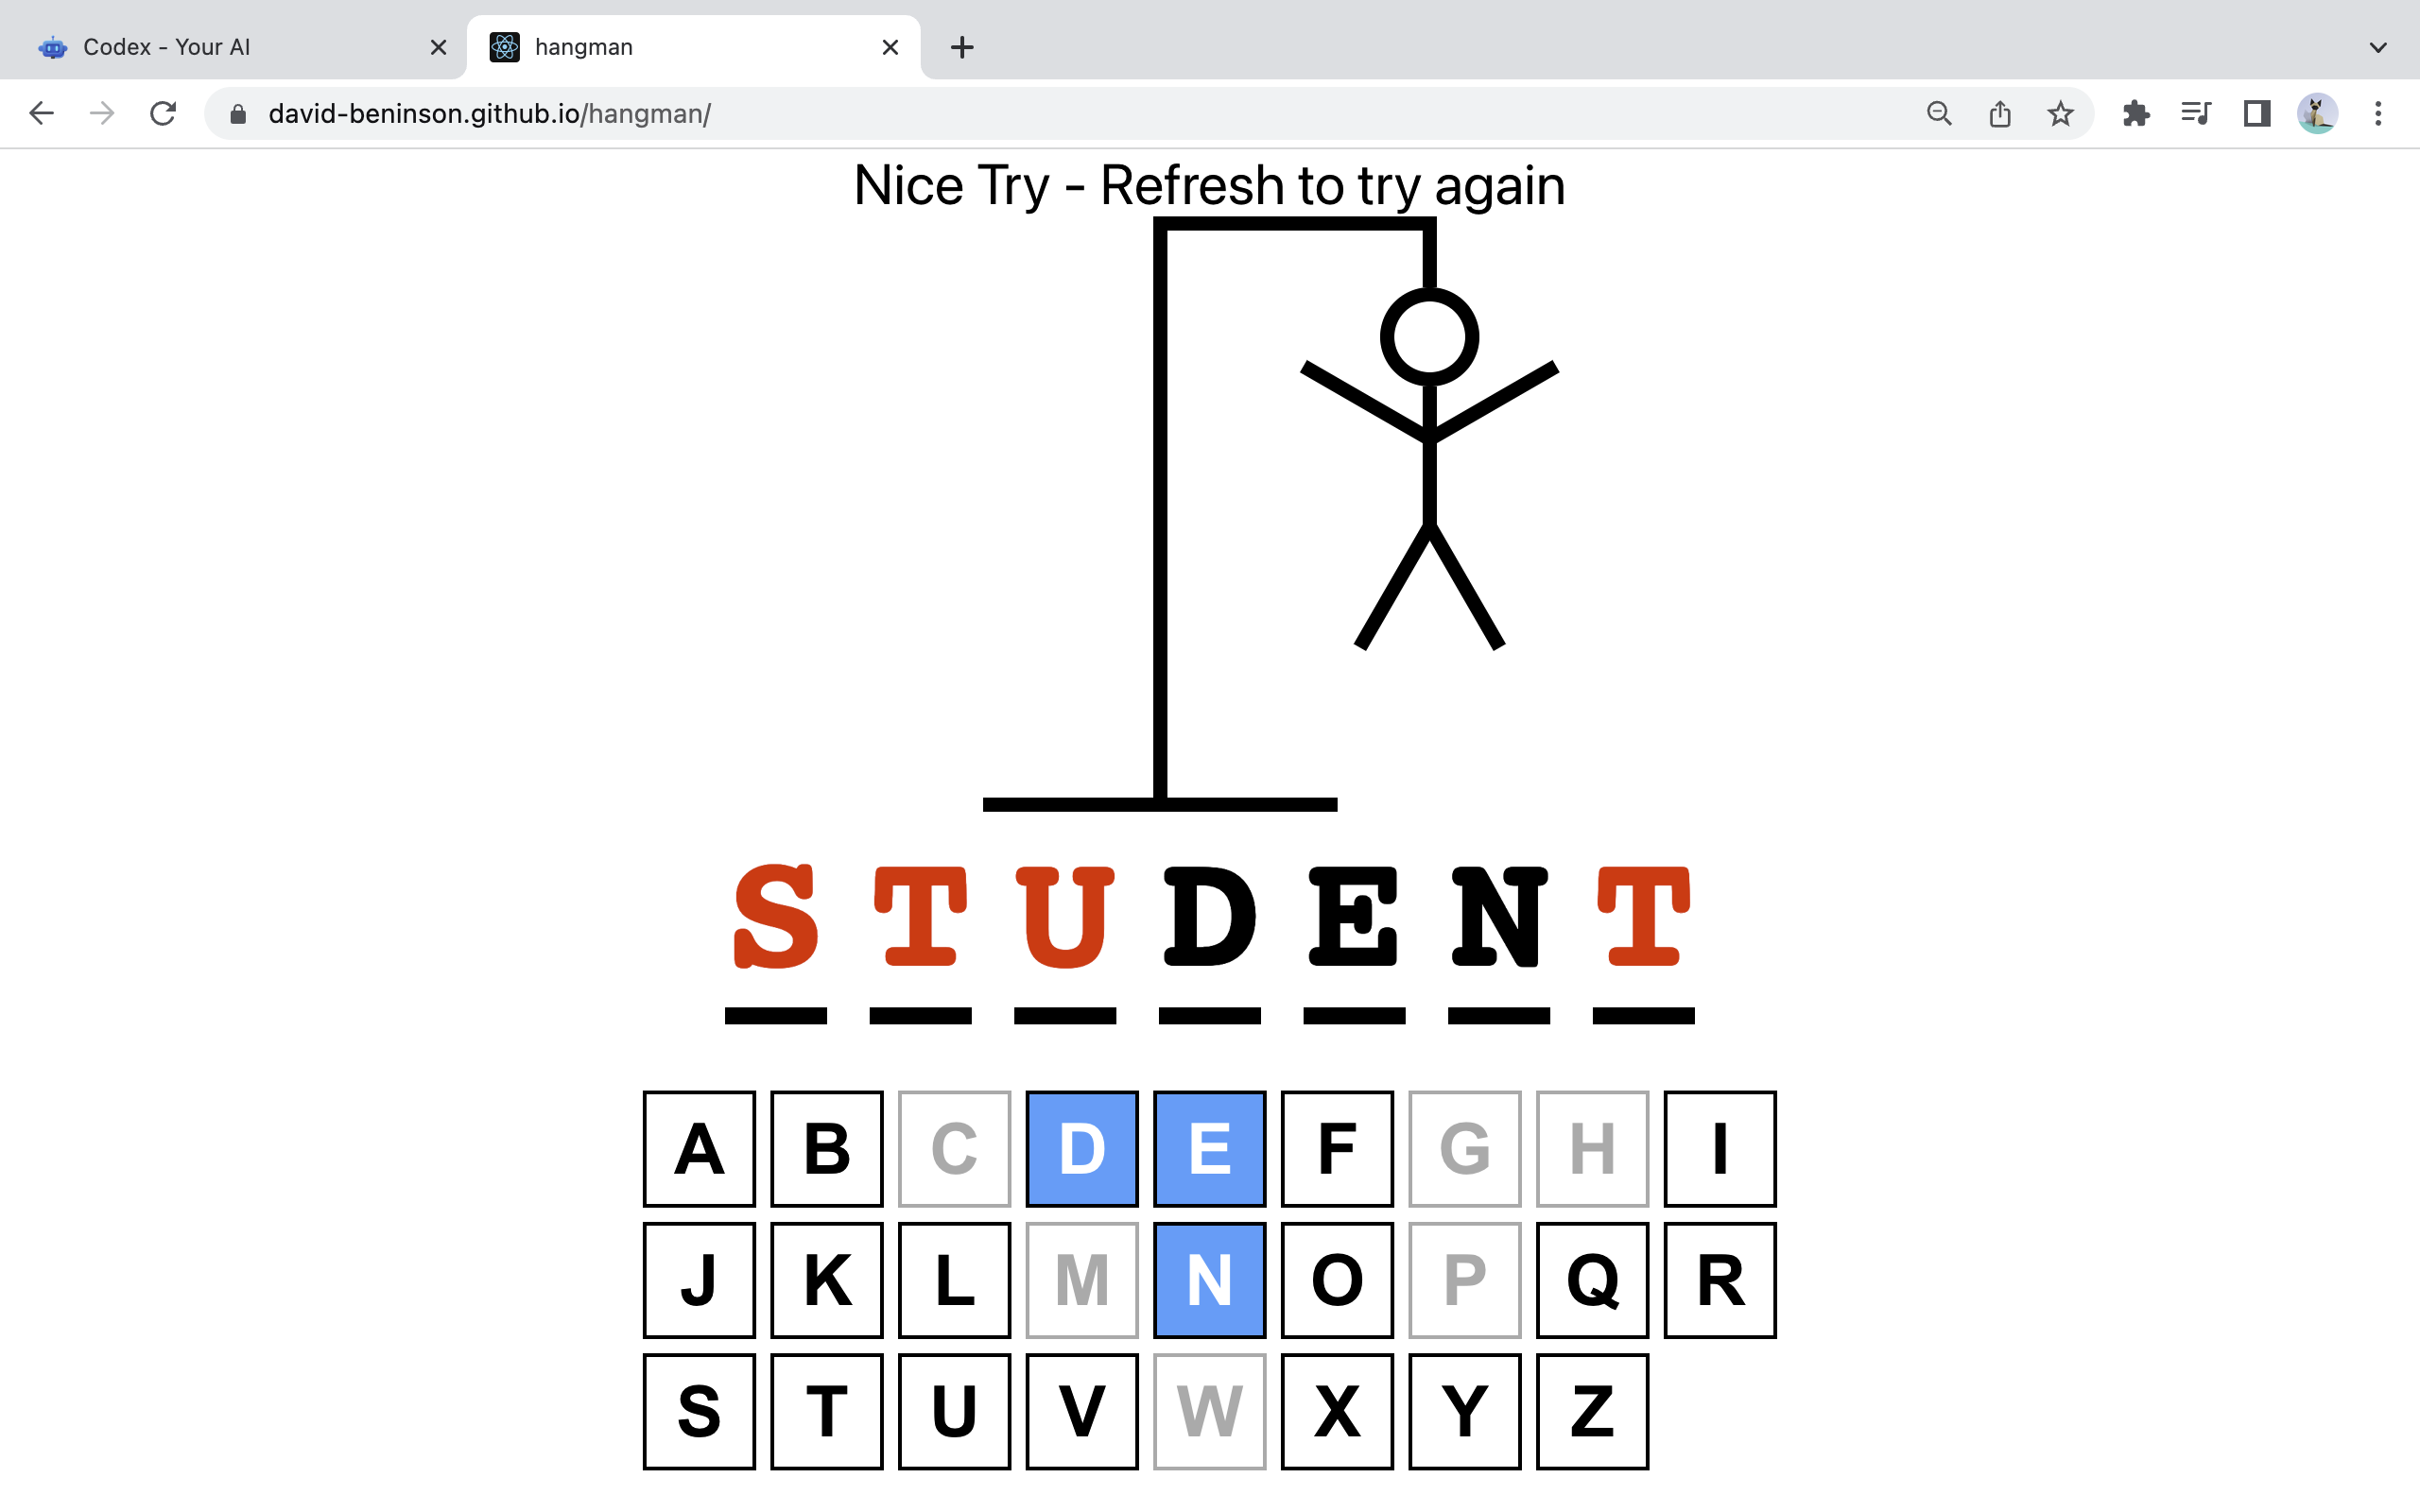 Codex - Your AI
hangman
david-beninson.github.io/hangman/
Nice Try - Refresh to try again
S T U D E N T
A B C D E F G H I
J K L M N O P Q R
S T U V W X Y Z